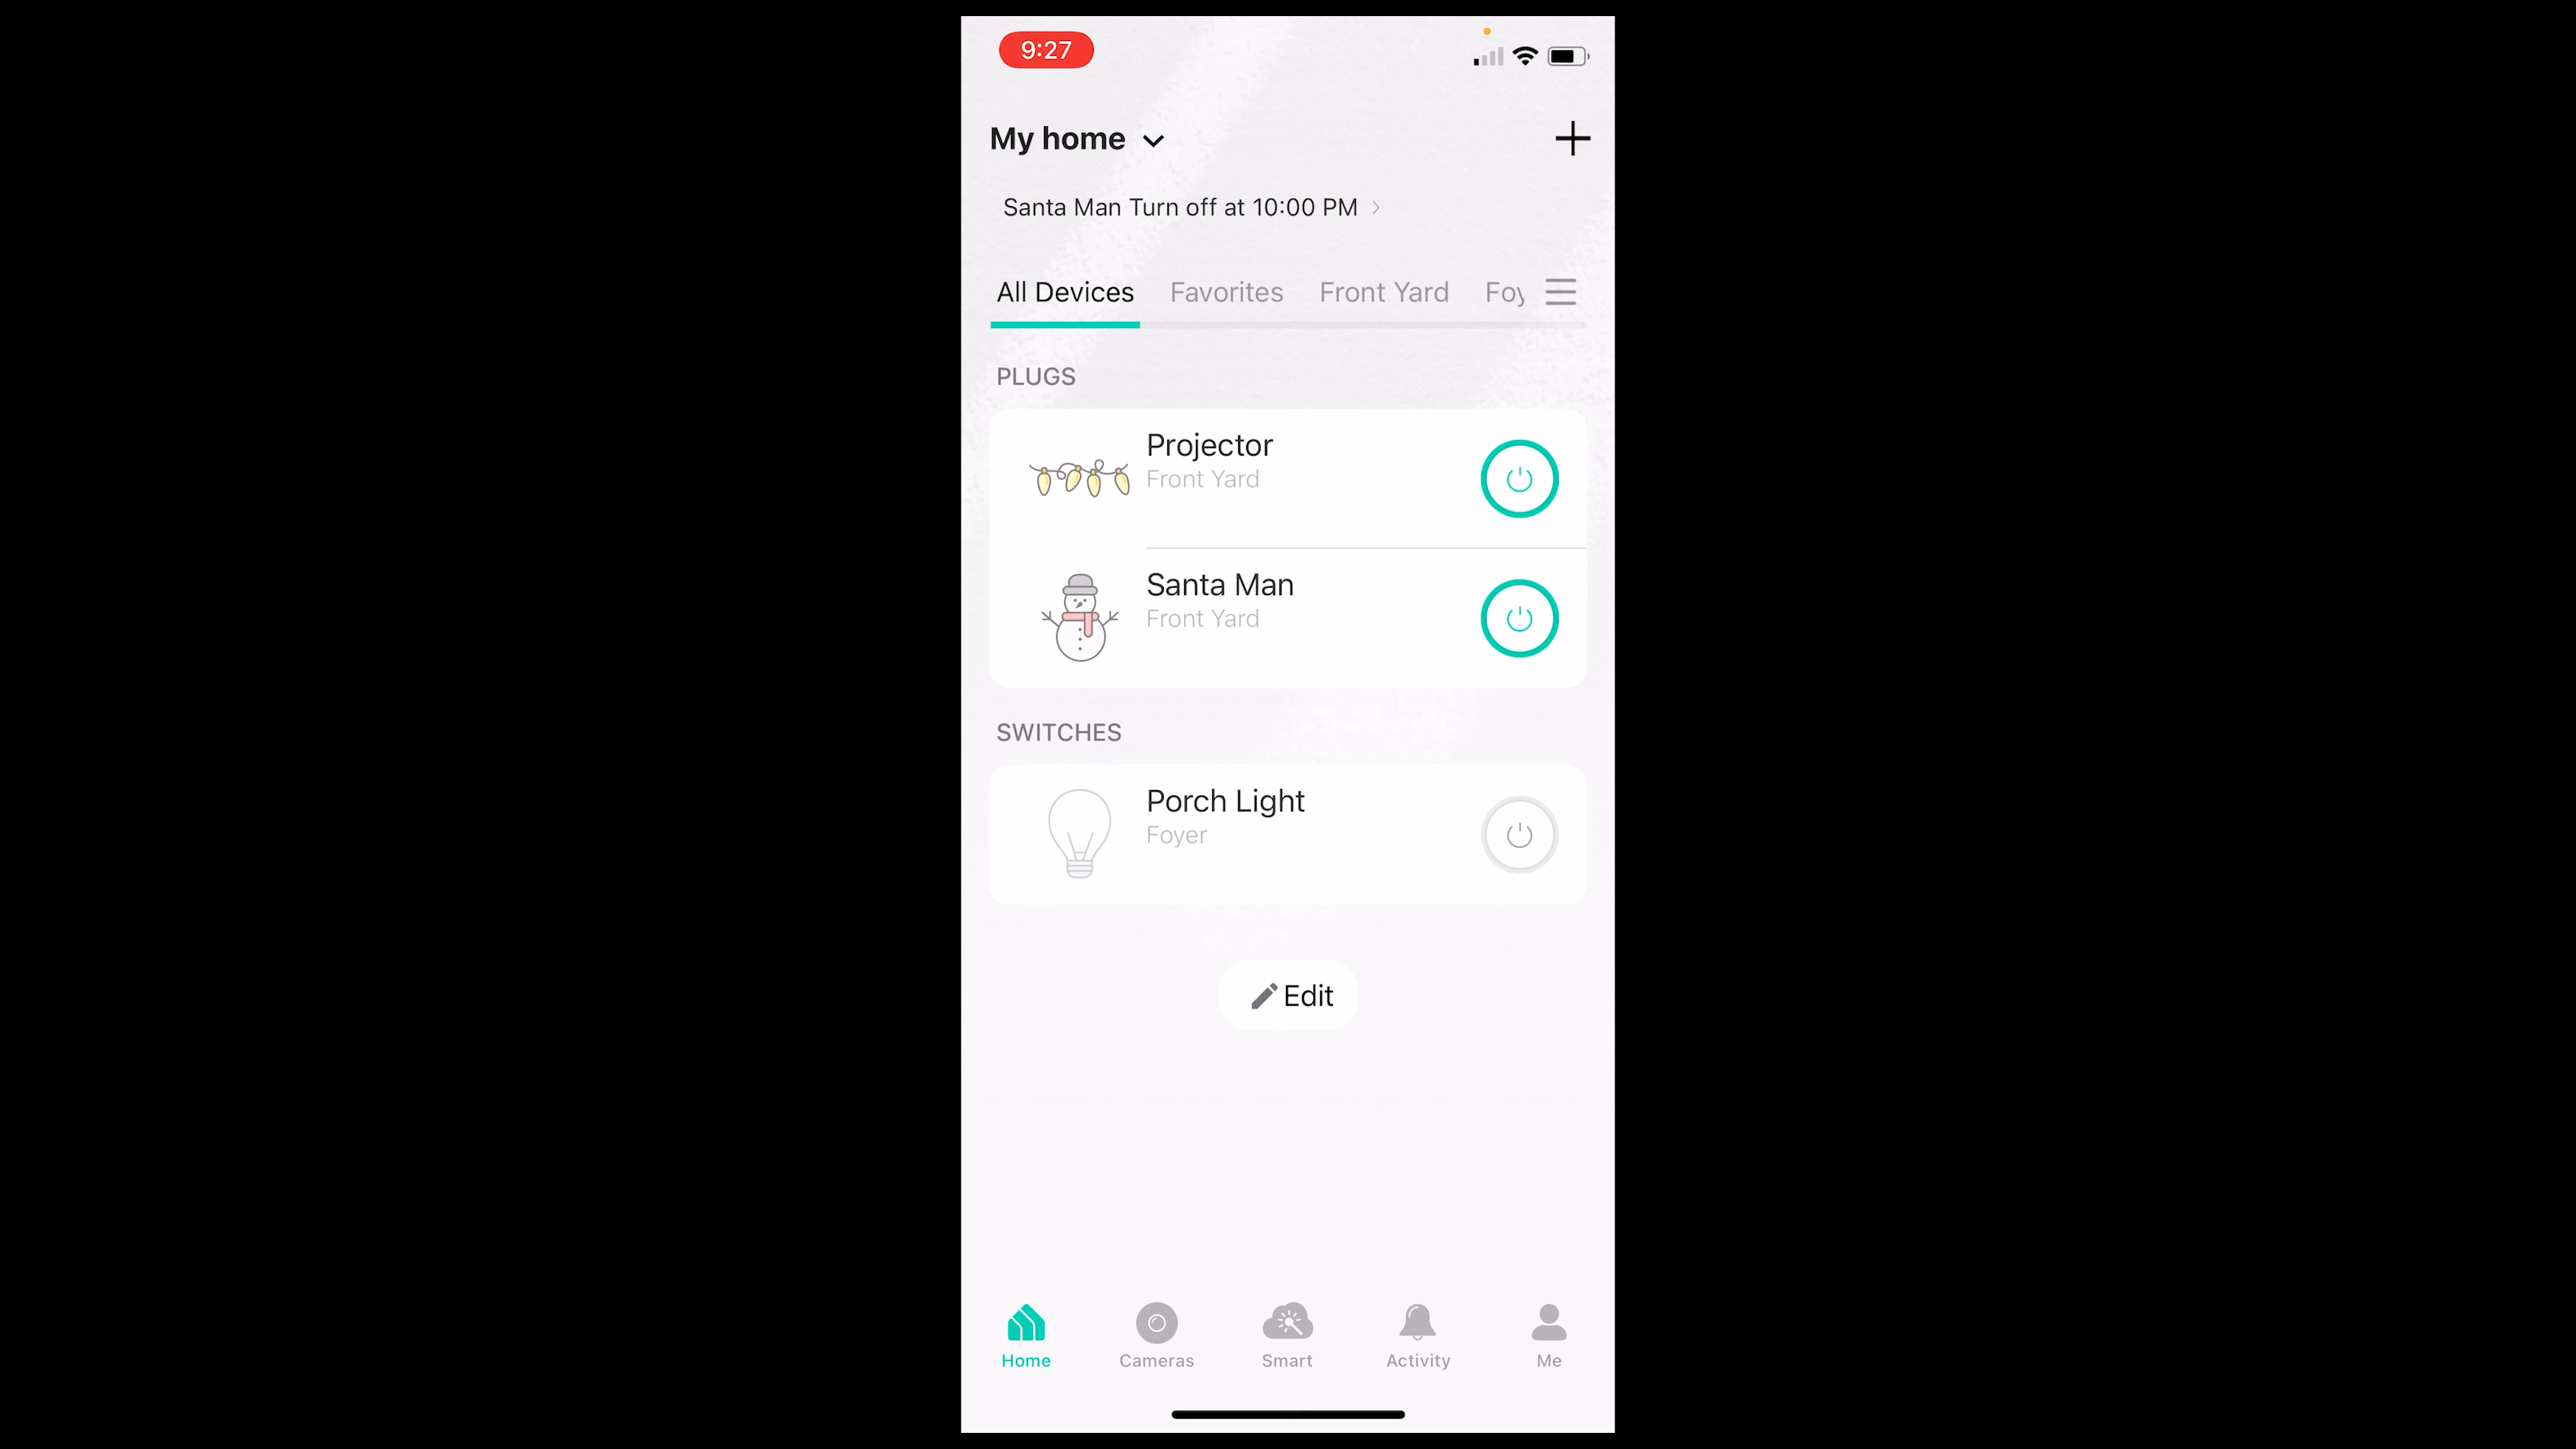 9:27
My home
Santa Man Turn off at 10:00 PM
All Devices Favorites Front Yard Foy
PLUGS
Projector
Front Yard
Santa Man
Front Yard
SWITCHES
Porch Light
Foyer
Edit
Home Cameras Smart Activity Me